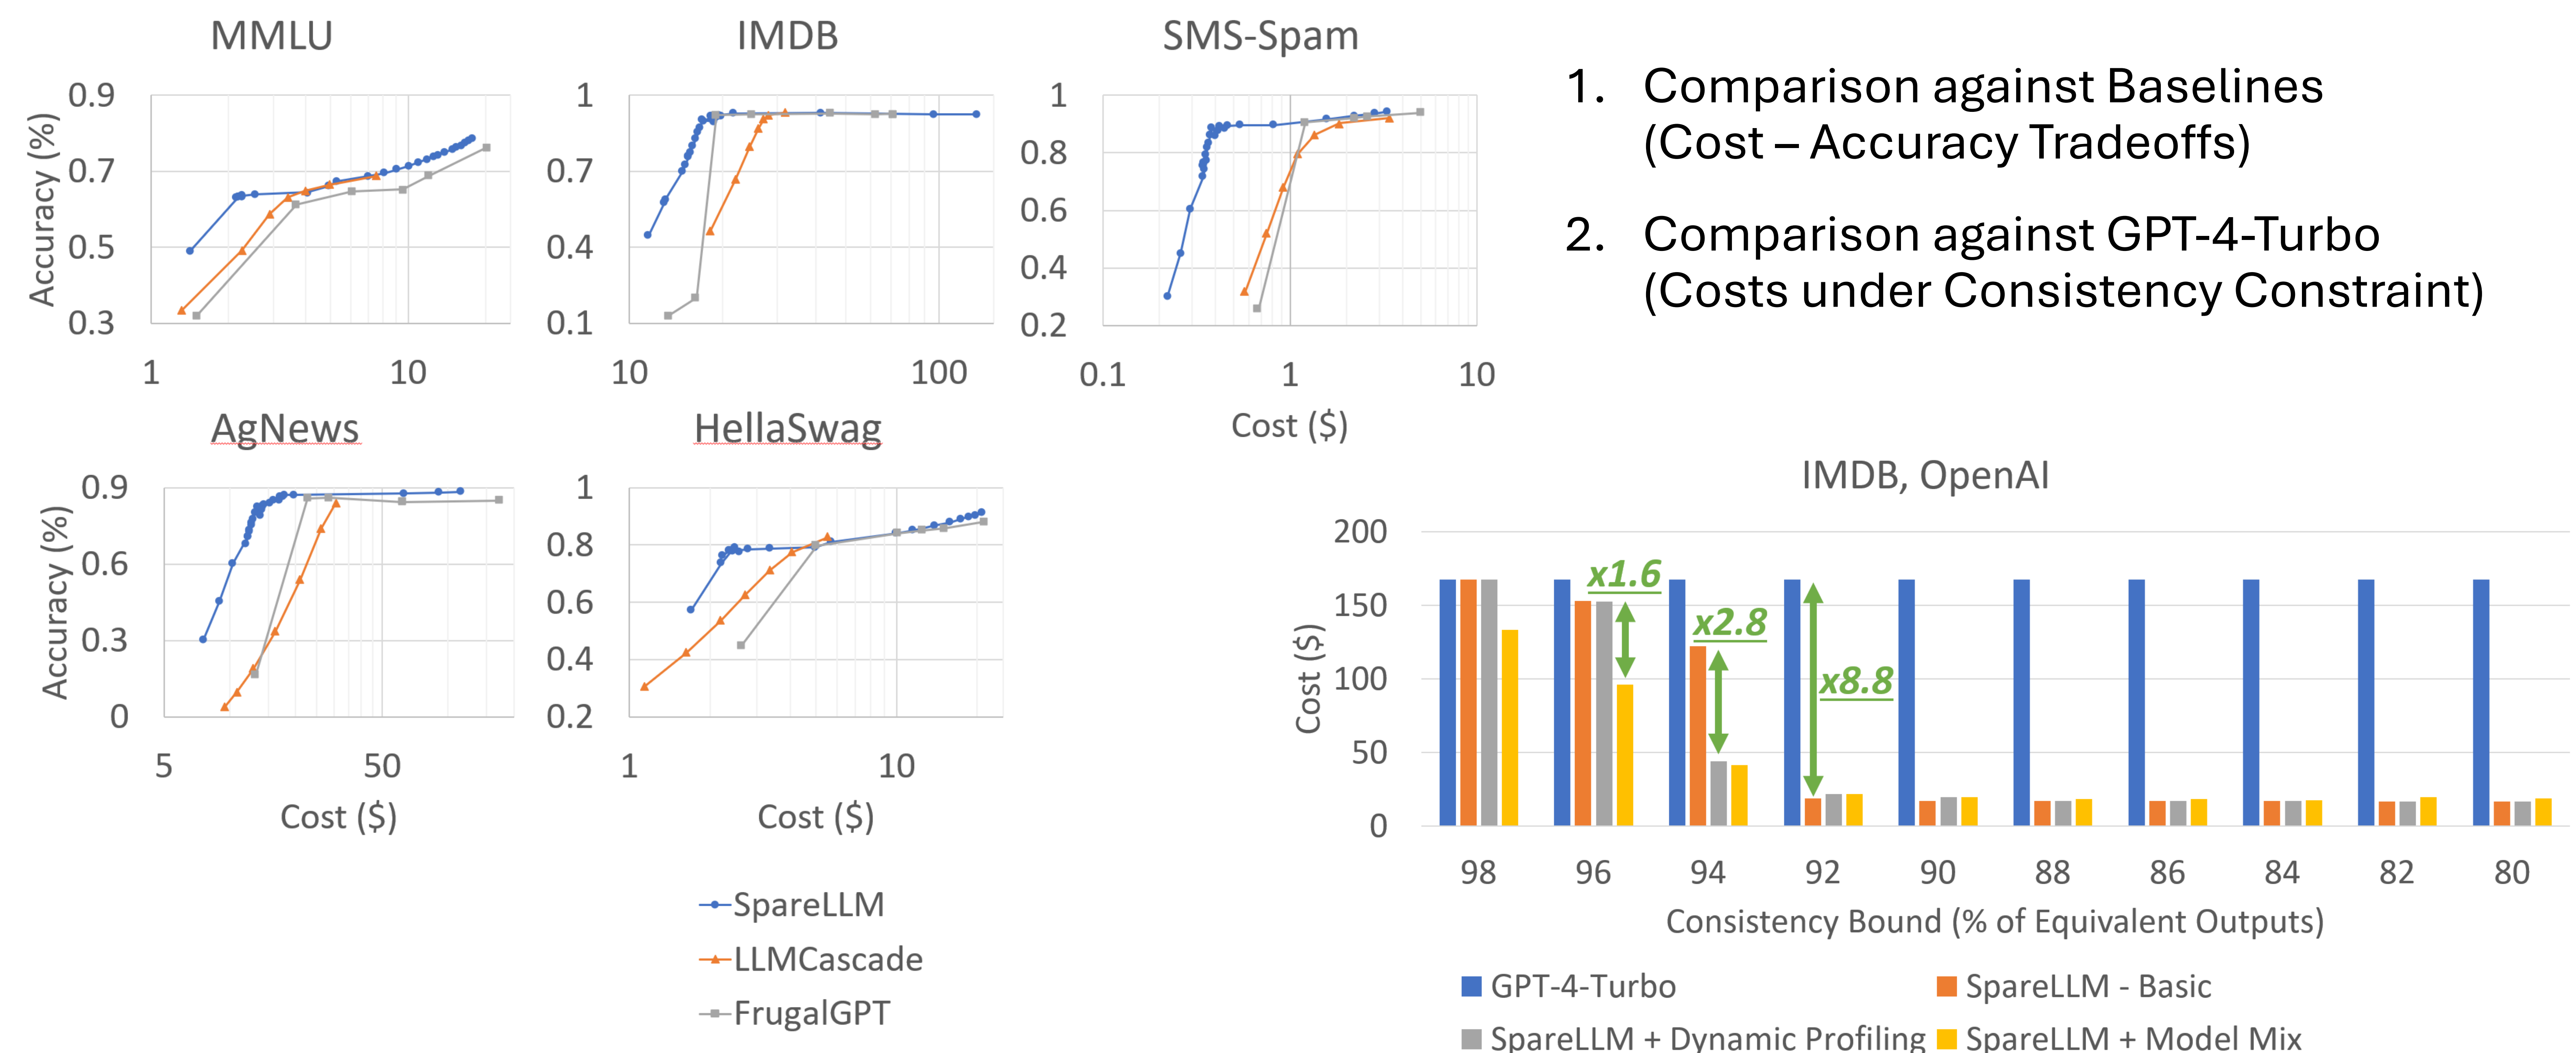 MMLU
IMDB
SMS-Spam
Accuracy (%)
0.9
0.7
0.5
0.3
1
10
1
0.7
0.4
0.1
10
100
1
0.8
0.6
0.4
0.2
0.1
1
10
Cost ($)
1. Comparison against Baselines
(Cost – Accuracy Tradeoffs)
2. Comparison against GPT-4-Turbo
(Costs under Consistency Constraint)
AgNews
HellaSwag
Accuracy (%)
0.9
0.6
0.3
0
5
50
Cost ($)
1
0.8
0.6
0.4
0.2
1
10
Cost ($)
SpareLLM
LLMCascade
FrugalGPT
IMDB, OpenAI
Cost ($)
200
150
100
50
0
x1.6
x2.8
x8.8
98 96 94 92 90 88 86 84 82 80
Consistency Bound (% of Equivalent Outputs)
GPT-4-Turbo
SpareLLM - Basic
SpareLLM + Dynamic Profiling
SpareLLM + Model Mix